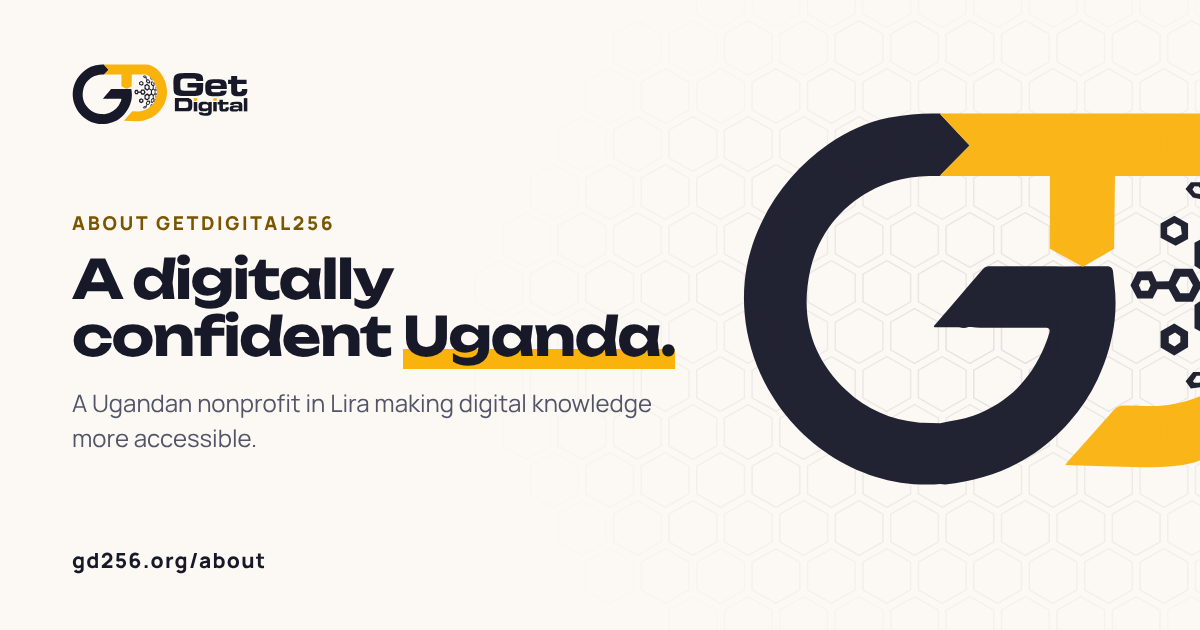 Get
Digital
ABOUT GETDIGITAL256
A digitally
confident Uganda.
A Ugandan nonprofit in Lira making digital knowledge
more accessible.
gd256.org/about